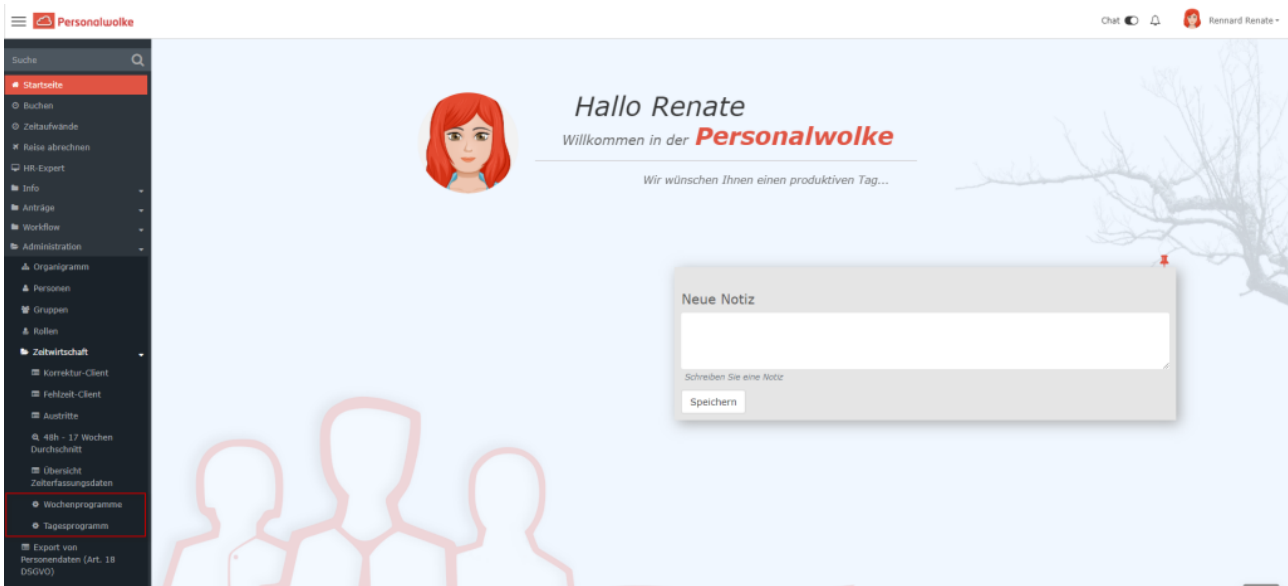 Personalwolke
Chat
Rennard Renate
Suche
Startseite
Buchen
Zeitaufwände
Reise abrechnen
HR-Expert
Info
Anträge
Workflow
Administration
Organigramm
Personen
Gruppen
Rollen
Zeitwirtschaft
Korrektur-Client
Fehlzeit-Client
Austritte
48h - 17 Wochen
Durchschnitt
Übersicht
Zeiterfassungsdaten
Wochenprogramme
Tagesprogramm
Export von
Personendaten (Art. 18
DSGVO)
Hallo Renate
Willkommen in der Personalwolke
Wir wünschen Ihnen einen produktiven Tag...
Neue Notiz
Schreiben Sie eine Notiz
Speichern